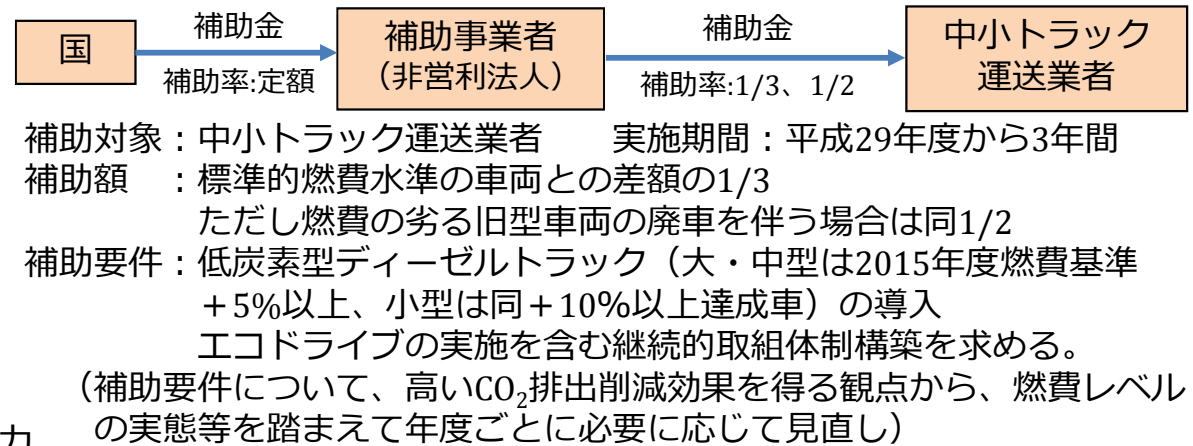 国
補助金
補助率:定額
補助事業者
（非営利法人）
補助金
補助率:1/3、1/2
中小トラック
運送業者
補助対象：中小トラック運送業者　　実施期間：平成29年度から3年間
補助額　：標準的燃費水準の車両との差額の1/3
ただし燃費の劣る旧型車両の廃車を伴う場合は同1/2
補助要件：低炭素型ディーゼルトラック（大・中型は2015年度燃費基準
＋5%以上、小型は同＋10%以上達成車）の導入
エコドライブの実施を含む継続的取組体制構築を求める。
（補助要件について、高いCO₂排出削減効果を得る観点から、燃費レベル
の実態等を踏まえて年度ごとに必要に応じて見直し）